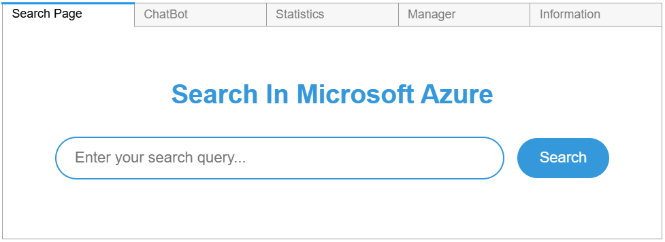 Search Page ChatBot Statistics Manager Information
Search In Microsoft Azure
Enter your search query... Search